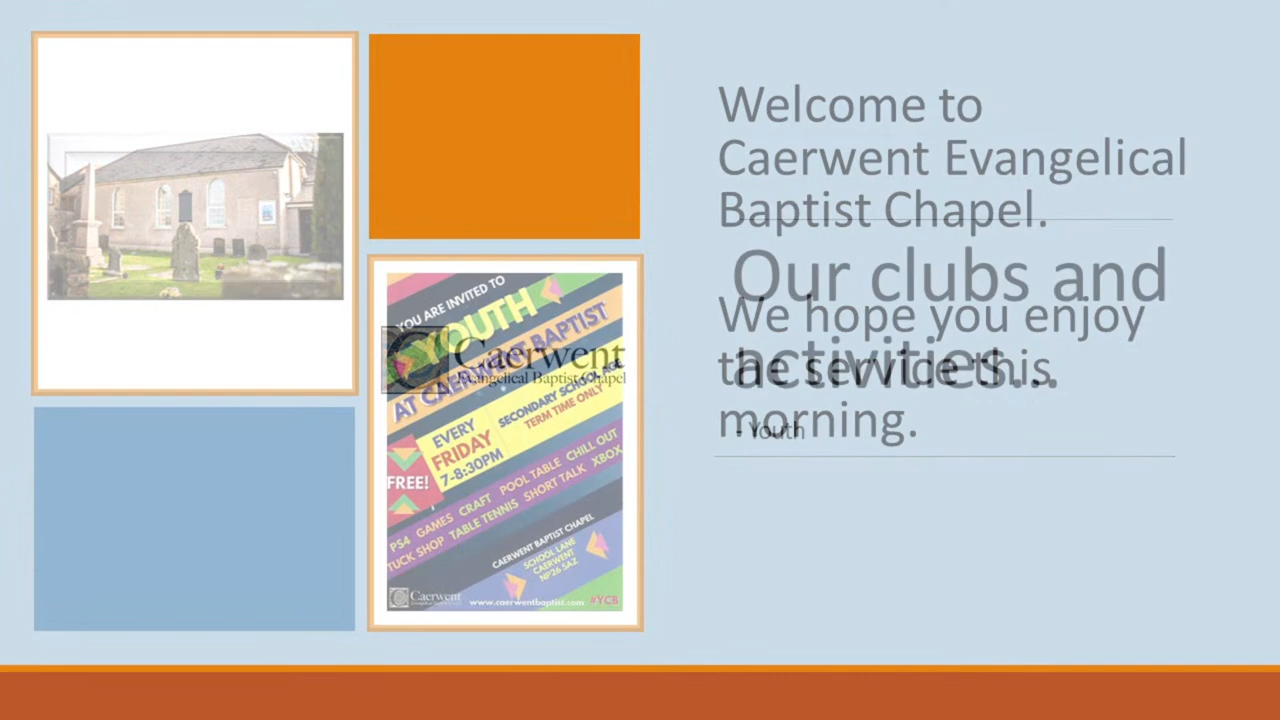 Welcome to
Caerwent Evangelical
Baptist Chapel.
We hope you enjoy
the service this
morning.
Our clubs and
activities...
- Youth
YOU ARE INVITED TO
YOUTH
AT CAERWENT BAPTIST
Caerwent
Evangelical Baptist Chapel
SECONDARY SCHOOL AGE
TERM TIME ONLY
EVERY
FRIDAY
7-8:30PM
FREE!
PS4 GAMES CRAFT POOL TABLE CHILL OUT
TUCK SHOP TABLE TENNIS SHORT TALK XBOX
CAERWENT BAPTIST CHAPEL
SCHOOL LANE
CAERWENT
NP26 5AZ
Caerwent
www.caerwentbaptist.com #YCB